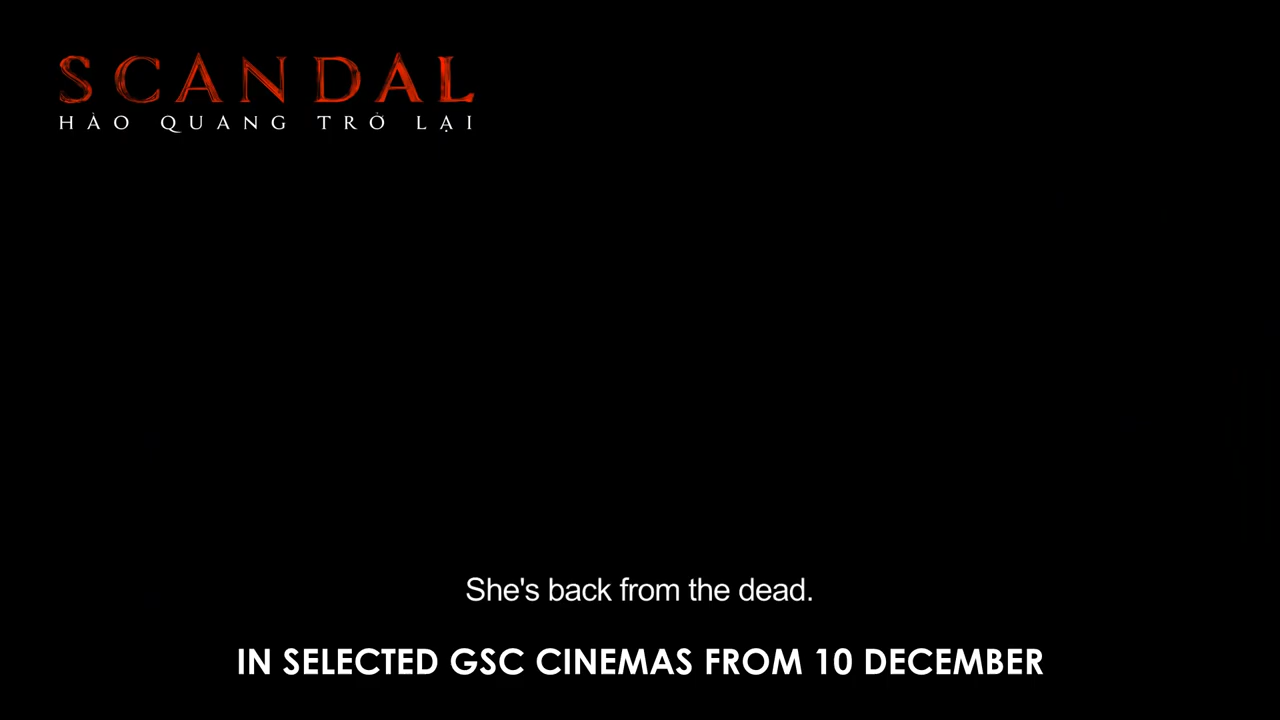 SCANDAL
HÀO QUANG TRỞ LẠI
She's back from the dead.
IN SELECTED GSC CINEMAS FROM 10 DECEMBER